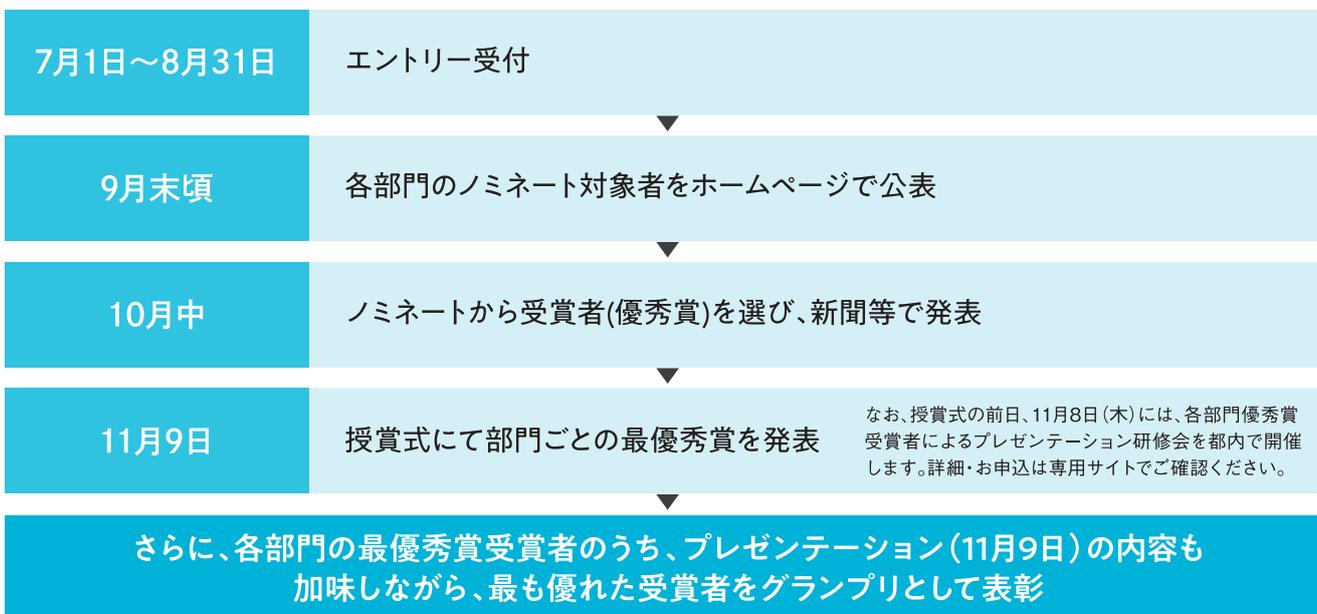 7月1日〜8月31日
エントリー受付
9月末頃
各部門のノミネート対象者をホームページで公表
10月中
ノミネートから受賞者(優秀賞)を選び、新聞等で発表
11月9日
授賞式にて部門ごとの最優秀賞を発表
なお、授賞式の前日、11月8日（木）には、各部門優秀賞
受賞者によるプレゼンテーション研修会を都内で開催
します。詳細・お申込は専用サイトでご確認ください。
さらに、各部門の最優秀賞受賞者のうち、プレゼンテーション（11月9日）の内容も
加味しながら、最も優れた受賞者をグランプリとして表彰